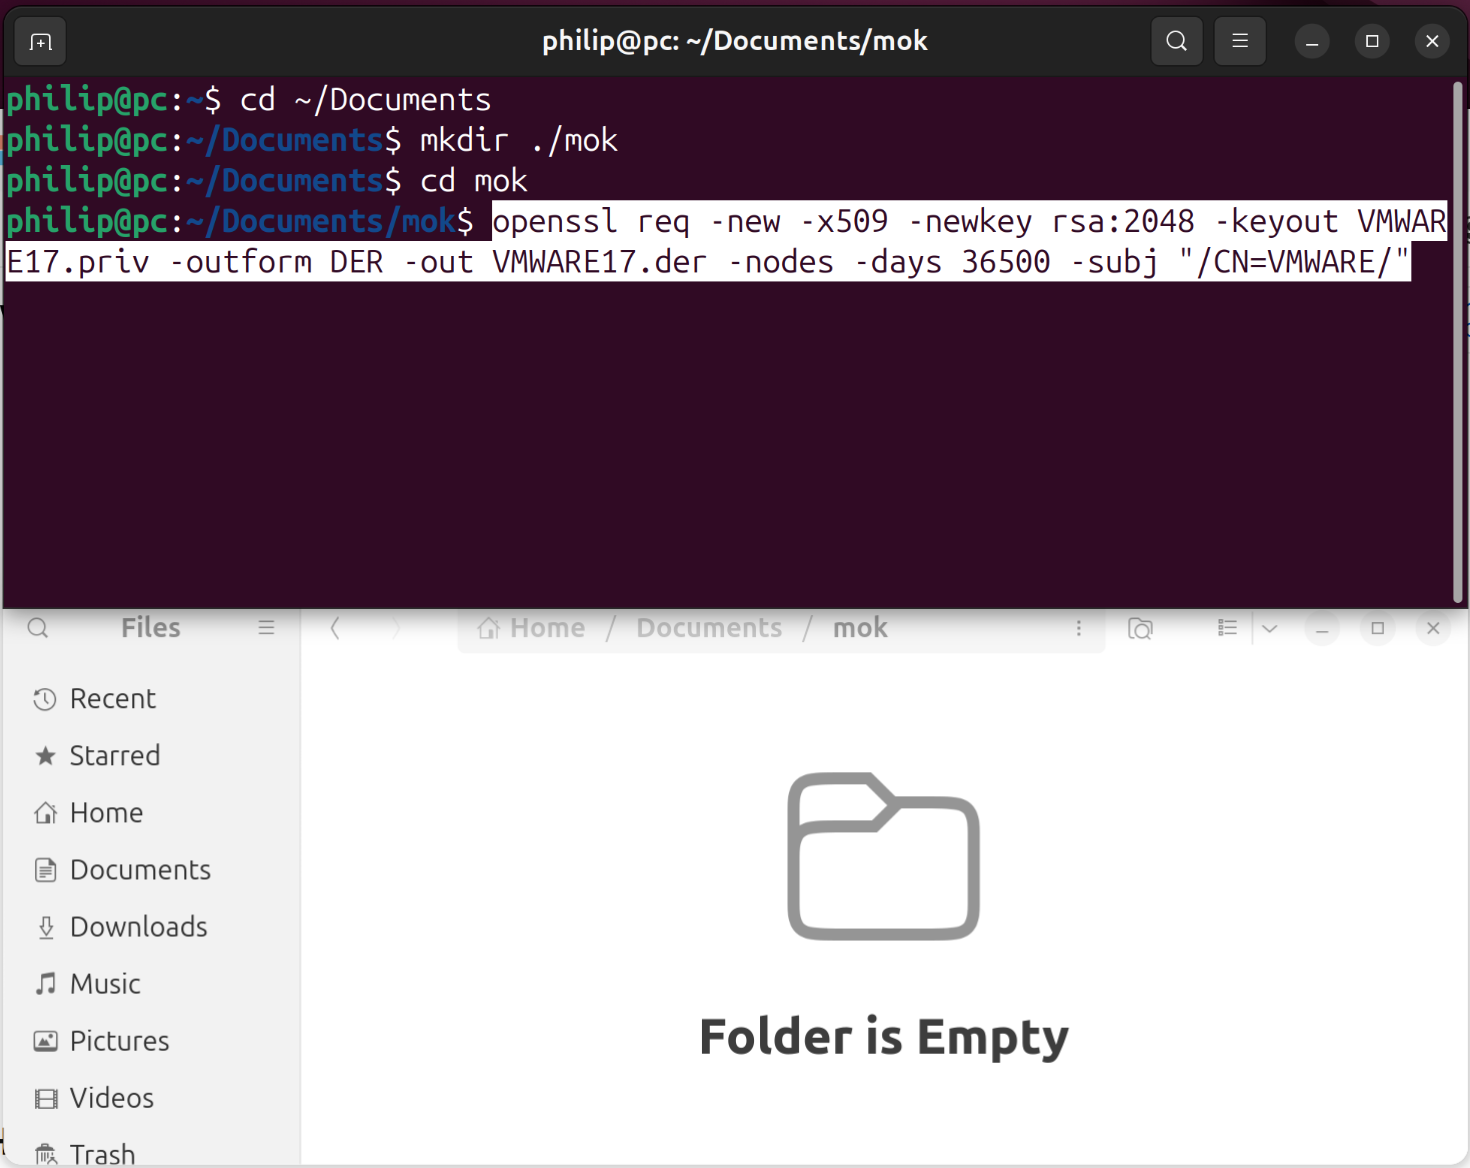 philip@pc: ~/Documents/mok
philip@pc:~$ cd ~/Documents
philip@pc:~/Documents$ mkdir ./mok
philip@pc:~/Documents$ cd mok
philip@pc:~/Documents/mok$ openssl req -new -x509 -newkey rsa:2048 -keyout VMWAR
E17.priv -outform DER -out VMWARE17.der -nodes -days 36500 -subj "/CN=VMWARE/"
Files
Home / Documents / mok
Recent
Starred
Home
Documents
Downloads
Music
Pictures
Videos
Trash
Folder is Empty